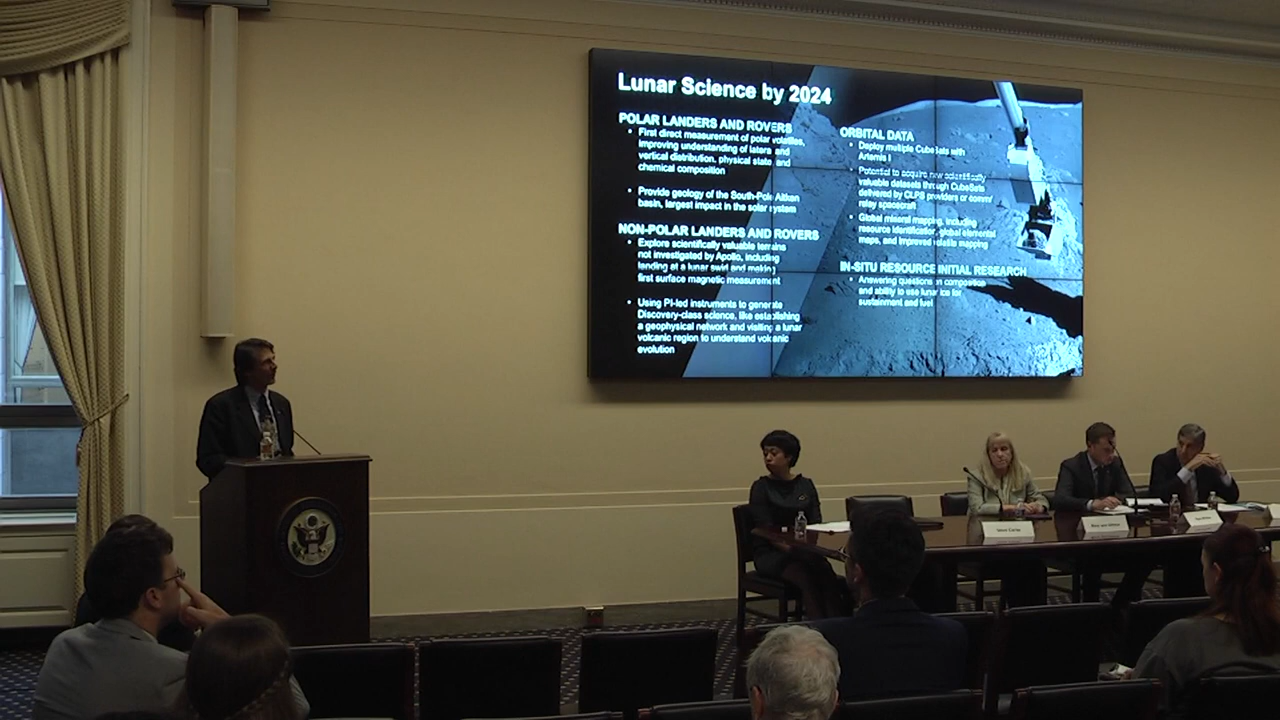 Lunar Science by 2024
POLAR LANDERS AND ROVERS
• First direct measurement of polar volatiles,
improving understanding of lateral and
vertical distribution, physical state, and
chemical composition
• Provide geology of the South-Pole Aitken
basin, largest impact in the solar system
NON-POLAR LANDERS AND ROVERS
• Explore scientifically valuable terrains
not investigated by Apollo, including
landing at a lunar swirl and making
first surface magnetic measurement
• Using PI-led instruments to generate
Discovery-class science, like establishing
a geophysical network and visiting a lunar
volcanic region to understand volcanic
evolution
ORBITAL DATA
• Deploy multiple CubeSats with
Artemis I
• Potential to acquire new scientifically
valuable datasets through CubeSats
delivered by CLPS providers or comm/
relay spacecraft
• Global mineral mapping, including
resource identification, global elemental
maps, and improved volatile mapping
IN-SITU RESOURCE INITIAL RESEARCH
• Answering questions on composition
and ability to use lunar ice for
sustainment and fuel